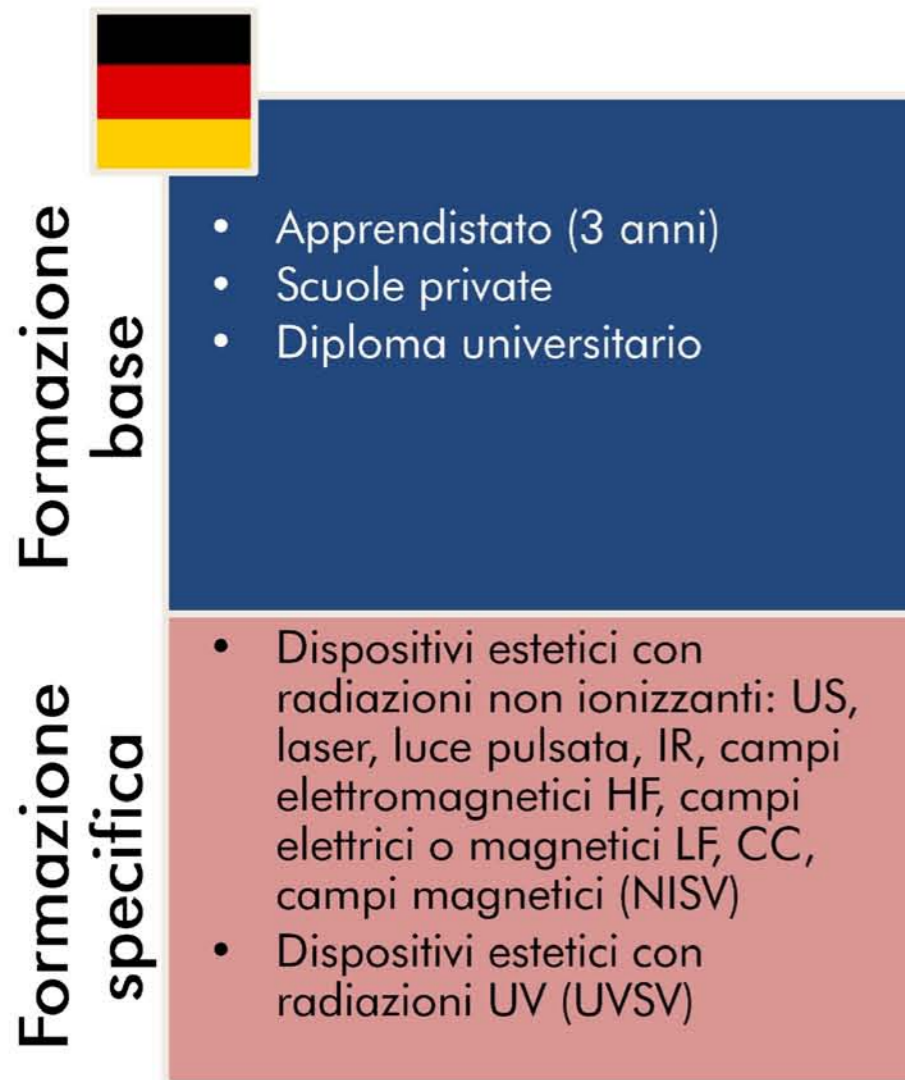 Formazione
base
• Apprendistato (3 anni)
• Scuole private
• Diploma universitario
Formazione
specifica
• Dispositivi estetici con
radiazioni non ionizzanti: US,
laser, luce pulsata, IR, campi
elettromagnetici HF, campi
elettrici o magnetici LF, CC,
campi magnetici (NISV)
• Dispositivi estetici con
radiazioni UV (UVSV)